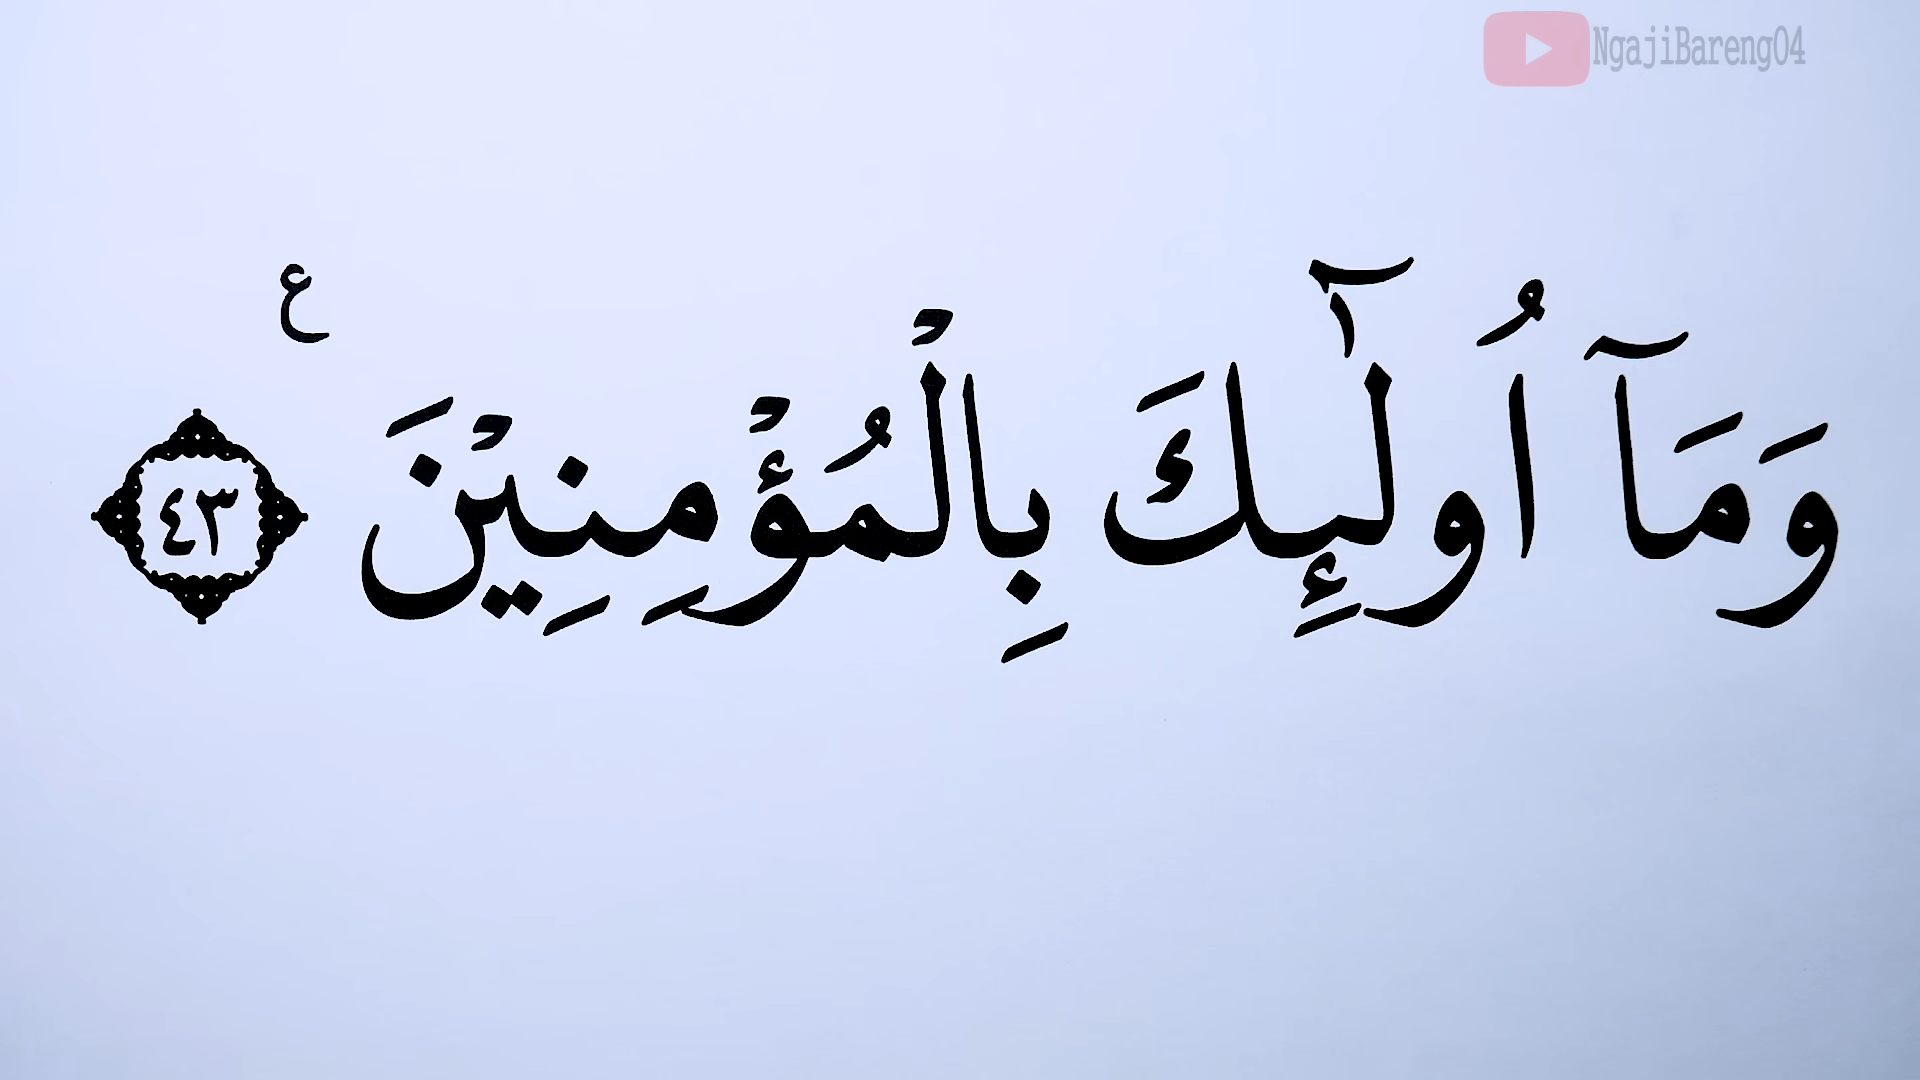 NgajiBareng04
وَمَآ اُولٰۤىِٕكَ بِالْمُؤْمِنِيْنَ ࣖ ٤٣